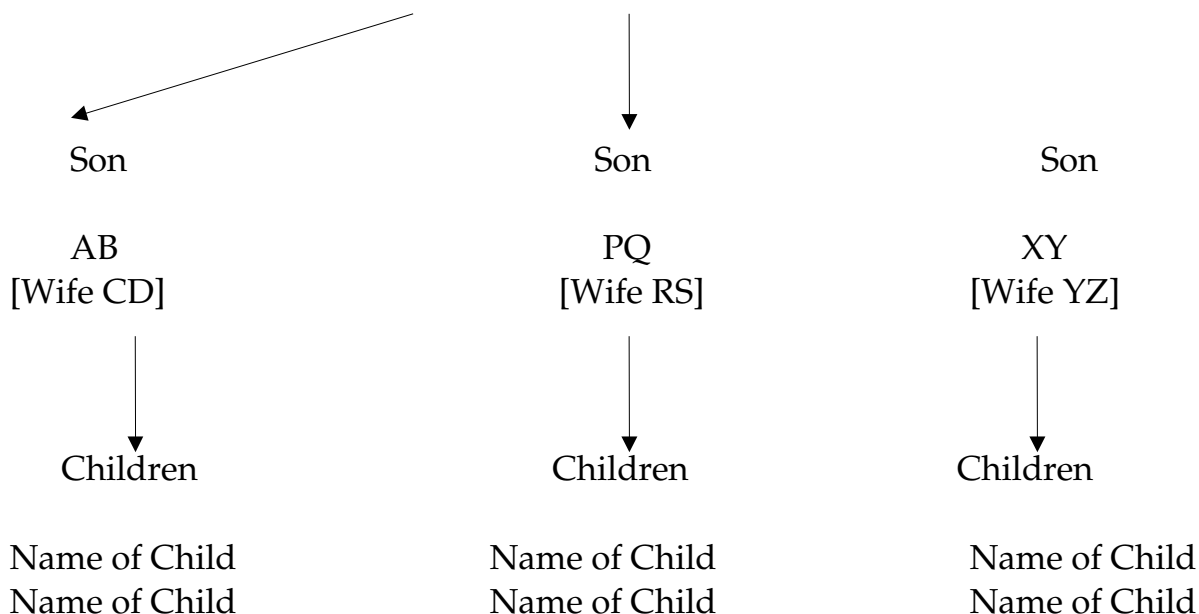 Son Son Son
AB PQ XY
[Wife CD] [Wife RS] [Wife YZ]
Children Children Children
Name of Child Name of Child Name of Child
Name of Child Name of Child Name of Child